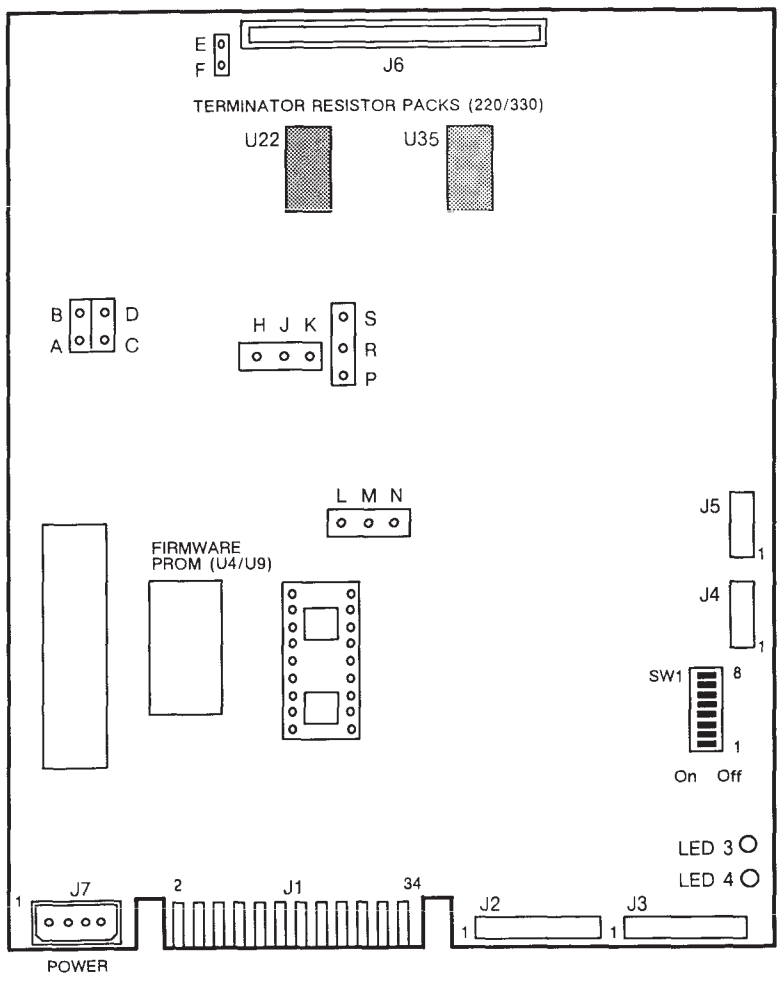 E
F
J6
TERMINATOR RESISTOR PACKS (220/330)
U22
U35
B
D
A
C
H J K
S
R
P
L M N
J5
1
FIRMWARE
PROM (U4/U9)
J4
1
SW1
8
1
On Off
LED 3
LED 4
1
J7
2
J1
34
J2
1
J3
1
POWER